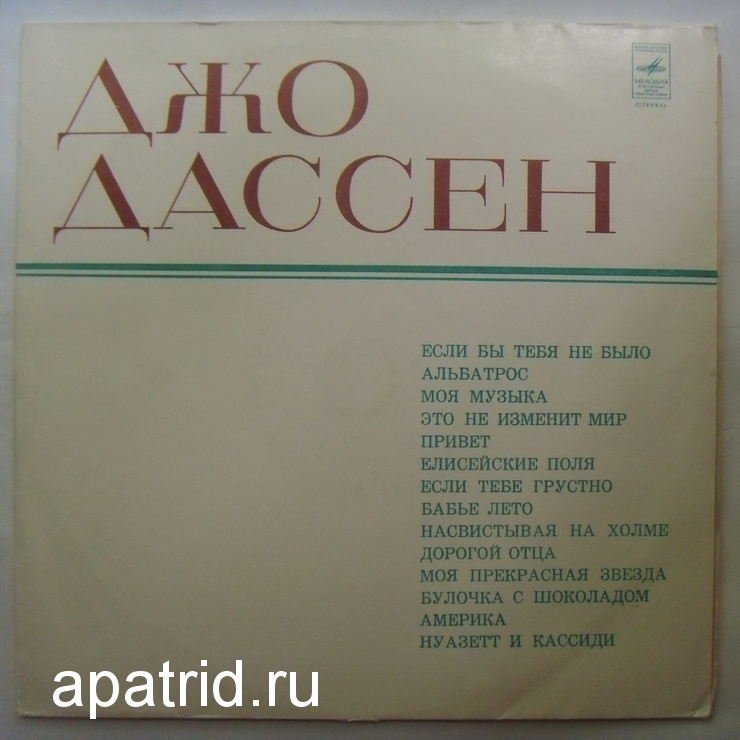 ДЖО
ДАССЕН
МЕЛОДИЯ
СТЕРЕО
ЕСЛИ БЫ ТЕБЯ НЕ БЫЛО
АЛЬБАТРОС
МОЯ МУЗЫКА
ЭТО НЕ ИЗМЕНИТ МИР
ПРИВЕТ
ЕЛИСЕЙСКИЕ ПОЛЯ
ЕСЛИ ТЕБЕ ГРУСТНО
БАБЬЕ ЛЕТО
НАСВИСТЫВАЯ НА ХОЛМЕ
ДОРОГОЙ ОТЦА
МОЯ ПРЕКРАСНАЯ ЗВЕЗДА
БУЛОЧКА С ШОКОЛАДОМ
АМЕРИКА
НУАЗЕТТ И КАССИДИ
apatrid.ru